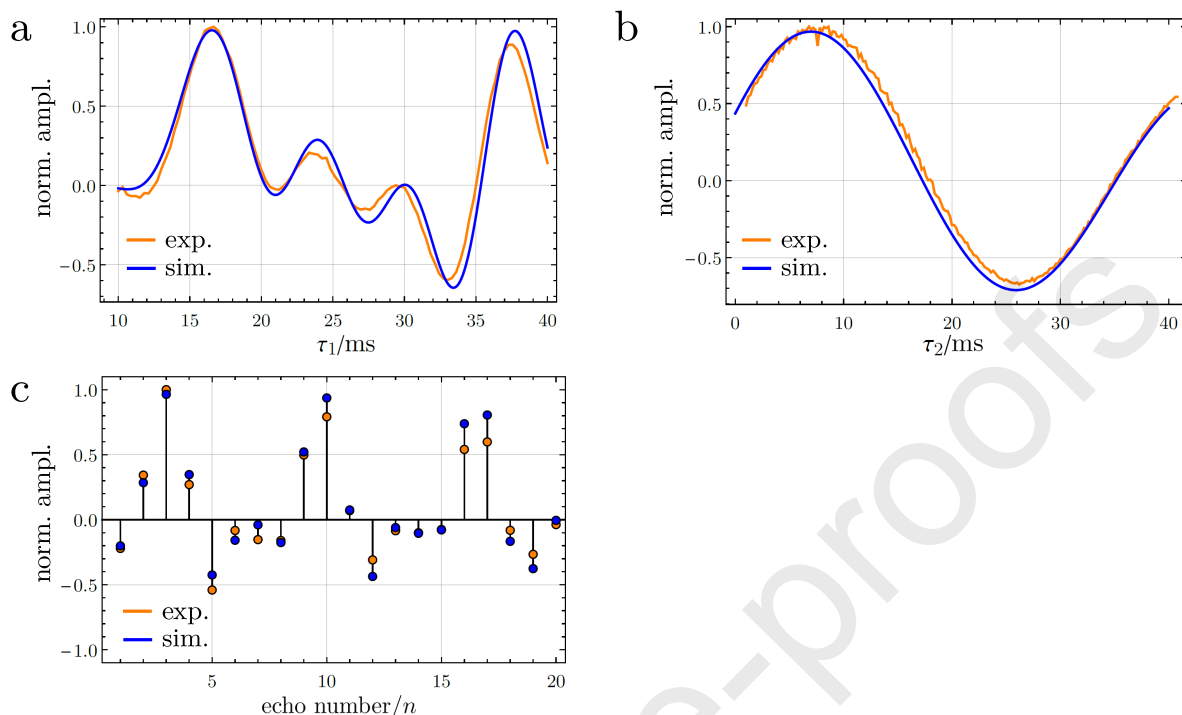 a
norm. ampl.
1.0
0.5
0.0
−0.5
exp.
sim.
10 15 20 25 30 35 40
τ1/ms
b
norm. ampl.
1.0
0.5
0.0
−0.5
exp.
sim.
0 10 20 30 40
τ2/ms
c
norm. ampl.
1.0
0.5
0.0
−0.5
−1.0
exp.
sim.
5 10 15 20
echo number/n
e-proofs